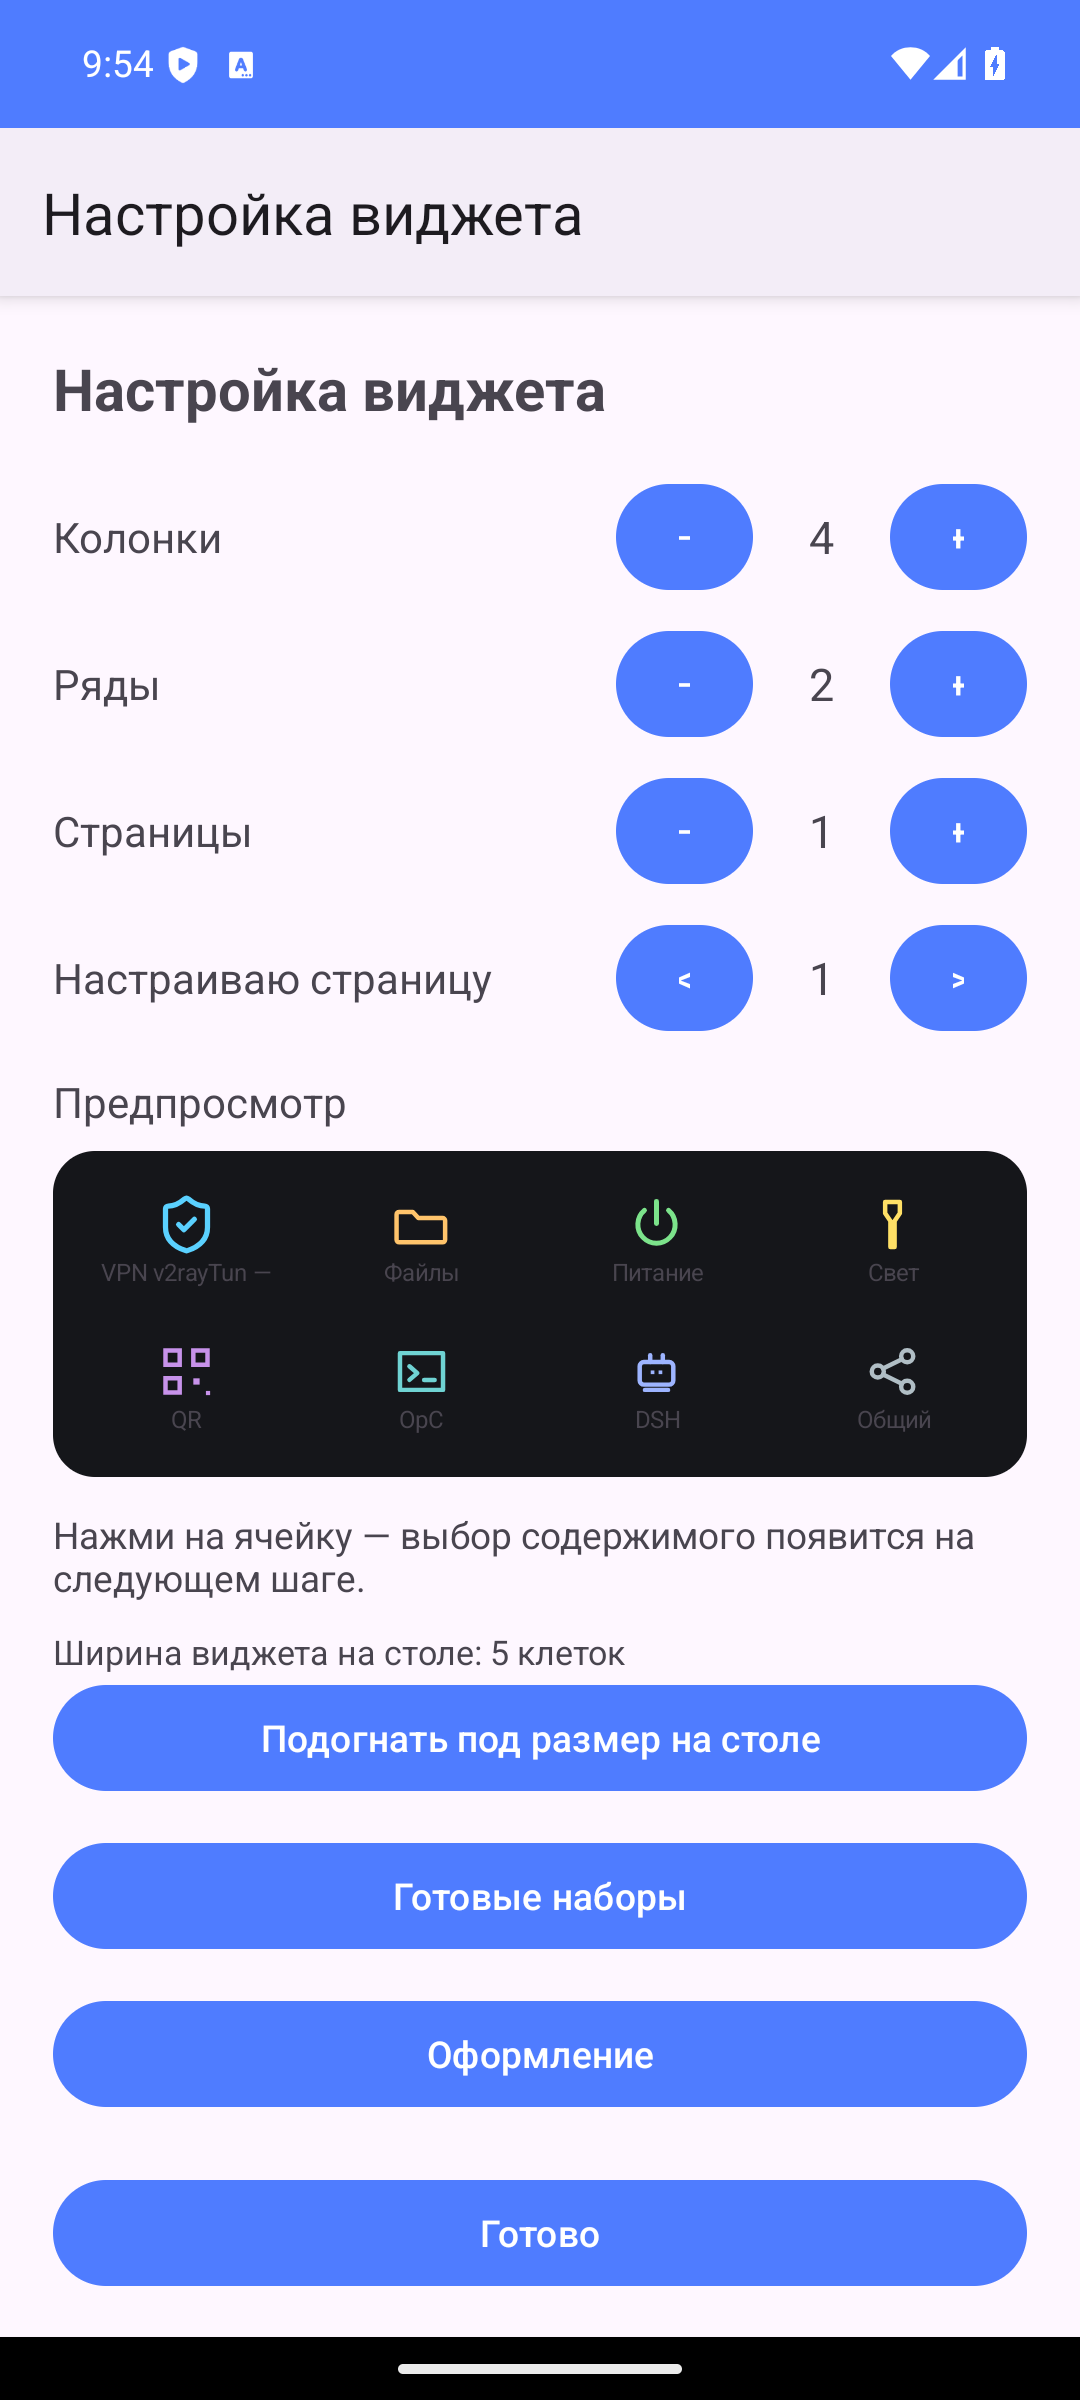 9:54
Настройка виджета
Настройка виджета
Колонки - 4 +
Ряды - 2 +
Страницы - 1 +
Настраиваю страницу < 1 >
Предпросмотр
VPN v2rayTun — Файлы Питание Свет
QR OpC DSH Общий
Нажми на ячейку — выбор содержимого появится на
следующем шаге.
Ширина виджета на столе: 5 клеток
Подогнать под размер на столе
Готовые наборы
Оформление
Готово